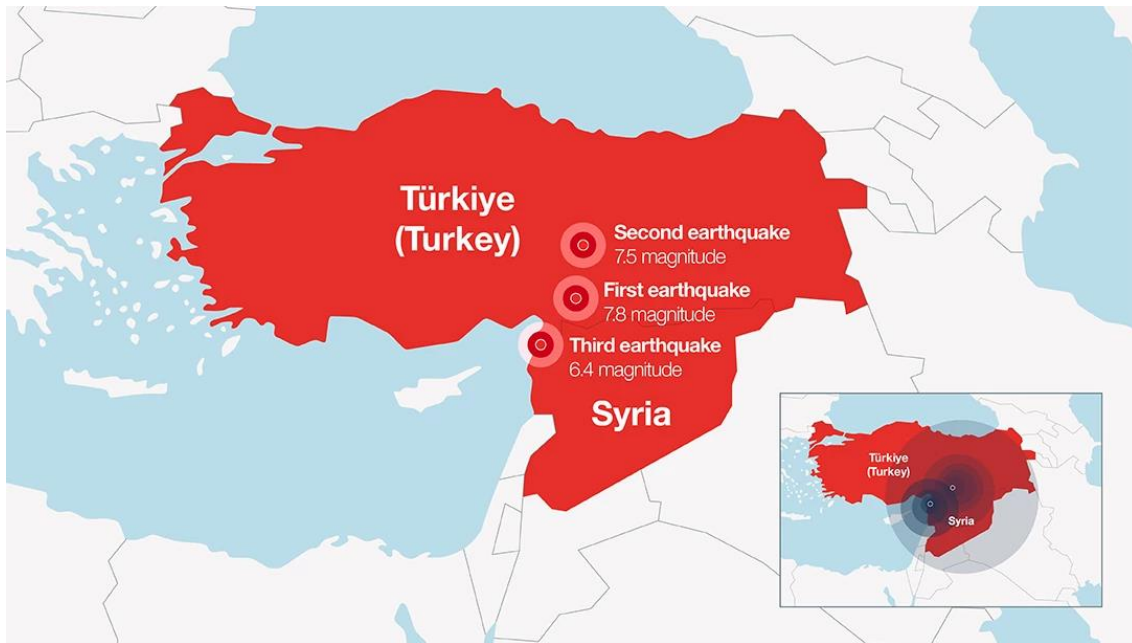 Türkiye
(Turkey)
Second earthquake
7.5 magnitude
First earthquake
7.8 magnitude
Third earthquake
6.4 magnitude
Syria
Türkiye
(Turkey)
Syria